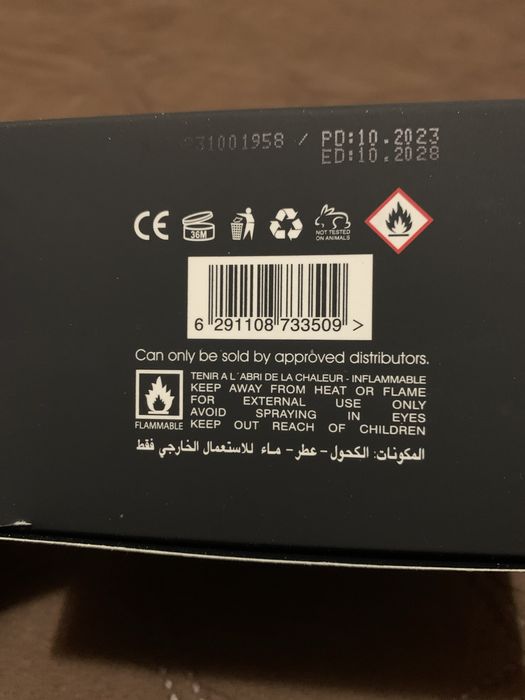 31001958 / PD:10.2023
ED:10.2028
CE
36M
NOT TESTED
ON ANIMALS
6 291108 733509 >
Can only be sold by approved distributors.
TENIR A L´ABRI DE LA CHALEUR - INFLAMMABLE
KEEP AWAY FROM HEAT OR FLAME
FOR EXTERNAL USE ONLY
AVOID SPRAYING IN EYES
FLAMMABLE KEEP OUT REACH OF CHILDREN
المكونات: الكحول - عطر - ماء للاستعمال الخارجي فقط